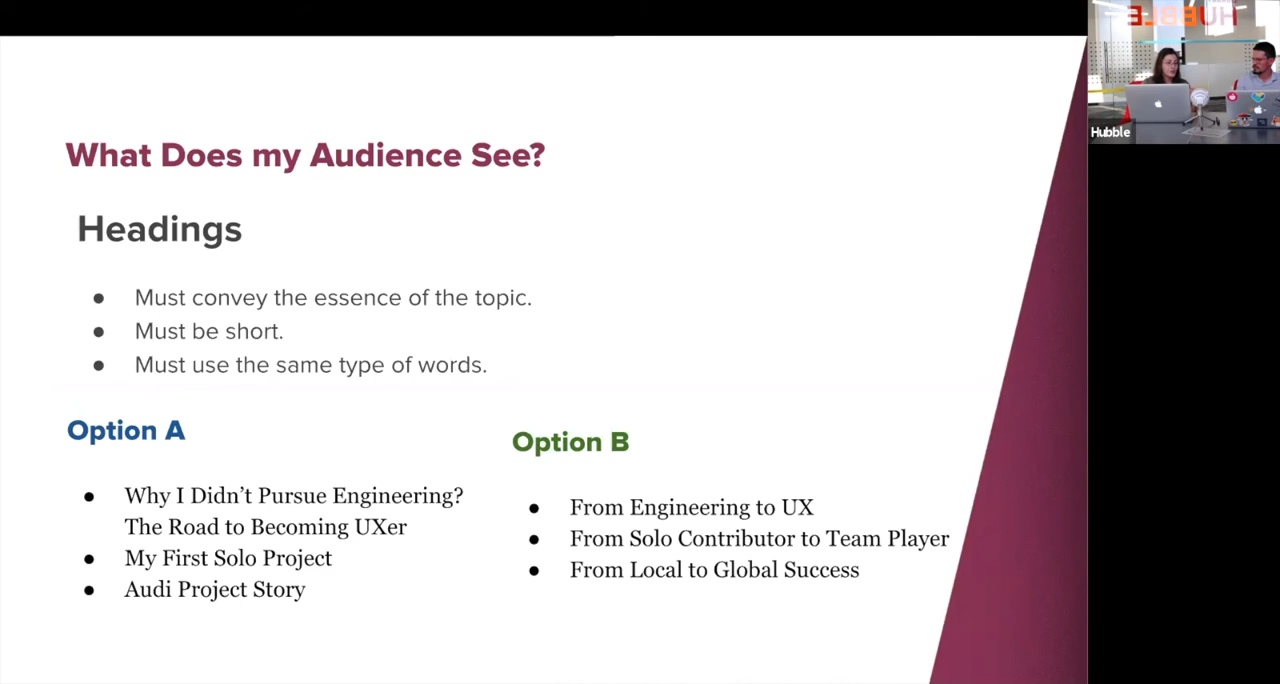 What Does my Audience See?
Headings
● Must convey the essence of the topic.
● Must be short.
● Must use the same type of words.
Option A
● Why I Didn’t Pursue Engineering?
The Road to Becoming UXer
● My First Solo Project
● Audi Project Story
Option B
● From Engineering to UX
● From Solo Contributor to Team Player
● From Local to Global Success
HUBBLE
Hubble